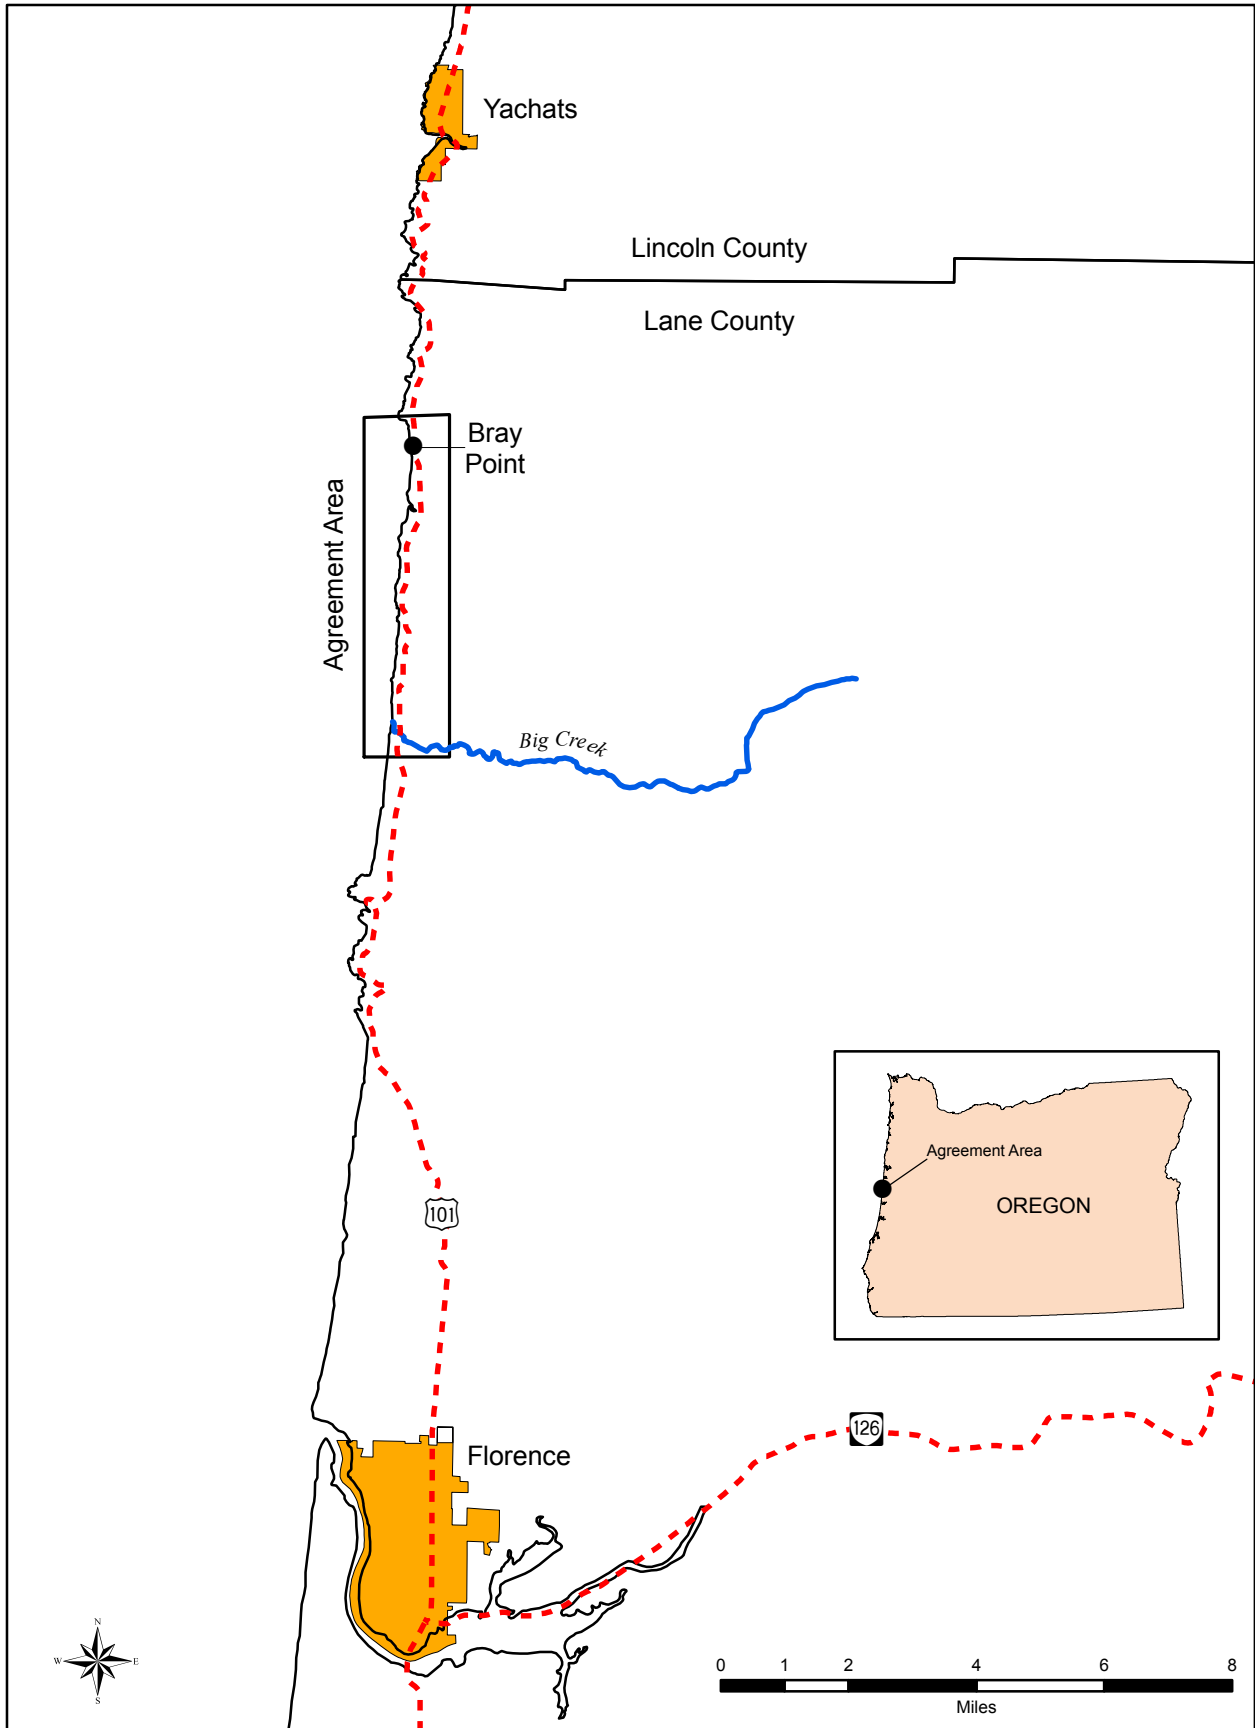 Yachats
Lincoln County
Lane County
Bray
Point
Agreement Area
Big Creek
101
Agreement Area
OREGON
126
Florence
N
W E
S
0 1 2 4 6 8
Miles